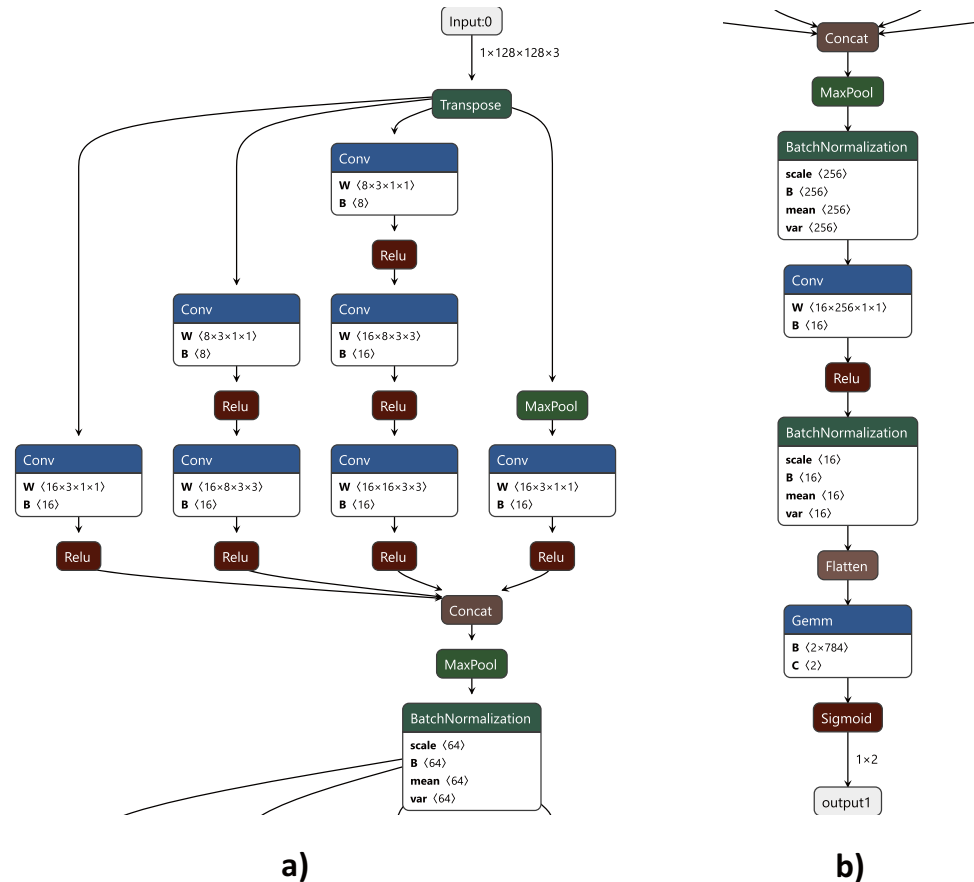 Input:0
1×128×128×3
Transpose
Conv
W ⟨8×3×1×1⟩
B ⟨8⟩
Relu
Conv
W ⟨8×3×1×1⟩
B ⟨8⟩
Conv
W ⟨16×8×3×3⟩
B ⟨16⟩
Relu
Relu
MaxPool
Conv
W ⟨16×3×1×1⟩
B ⟨16⟩
Conv
W ⟨16×8×3×3⟩
B ⟨16⟩
Conv
W ⟨16×16×3×3⟩
B ⟨16⟩
Conv
W ⟨16×3×1×1⟩
B ⟨16⟩
Relu
Relu
Relu
Relu
Concat
MaxPool
BatchNormalization
scale ⟨64⟩
B ⟨64⟩
mean ⟨64⟩
var ⟨64⟩
a)
Concat
MaxPool
BatchNormalization
scale ⟨256⟩
B ⟨256⟩
mean ⟨256⟩
var ⟨256⟩
Conv
W ⟨16×256×1×1⟩
B ⟨16⟩
Relu
BatchNormalization
scale ⟨16⟩
B ⟨16⟩
mean ⟨16⟩
var ⟨16⟩
Flatten
Gemm
B ⟨2×784⟩
C ⟨2⟩
Sigmoid
1×2
output1
b)